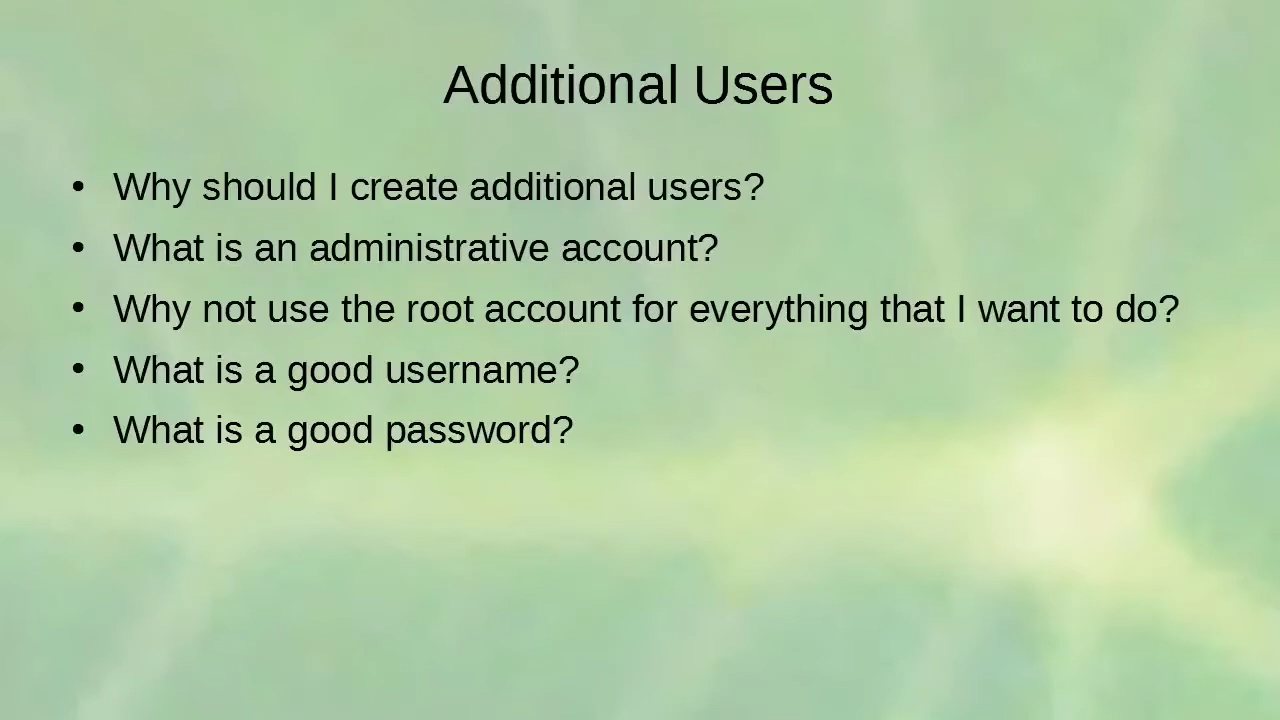 Additional Users
• Why should I create additional users?
• What is an administrative account?
• Why not use the root account for everything that I want to do?
• What is a good username?
• What is a good password?